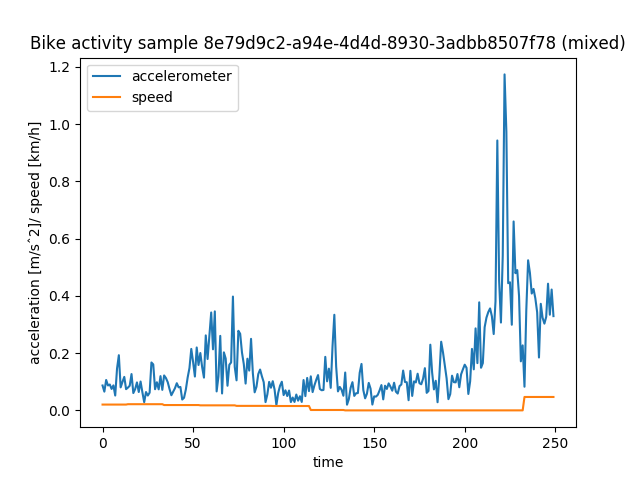 Bike activity sample 8e79d9c2-a94e-4d4d-8930-3adbb8507f78 (mixed)
accelerometer
speed
acceleration [m/s^2]/ speed [km/h]
1.2
1.0
0.8
0.6
0.4
0.2
0.0
0 50 100 150 200 250
time